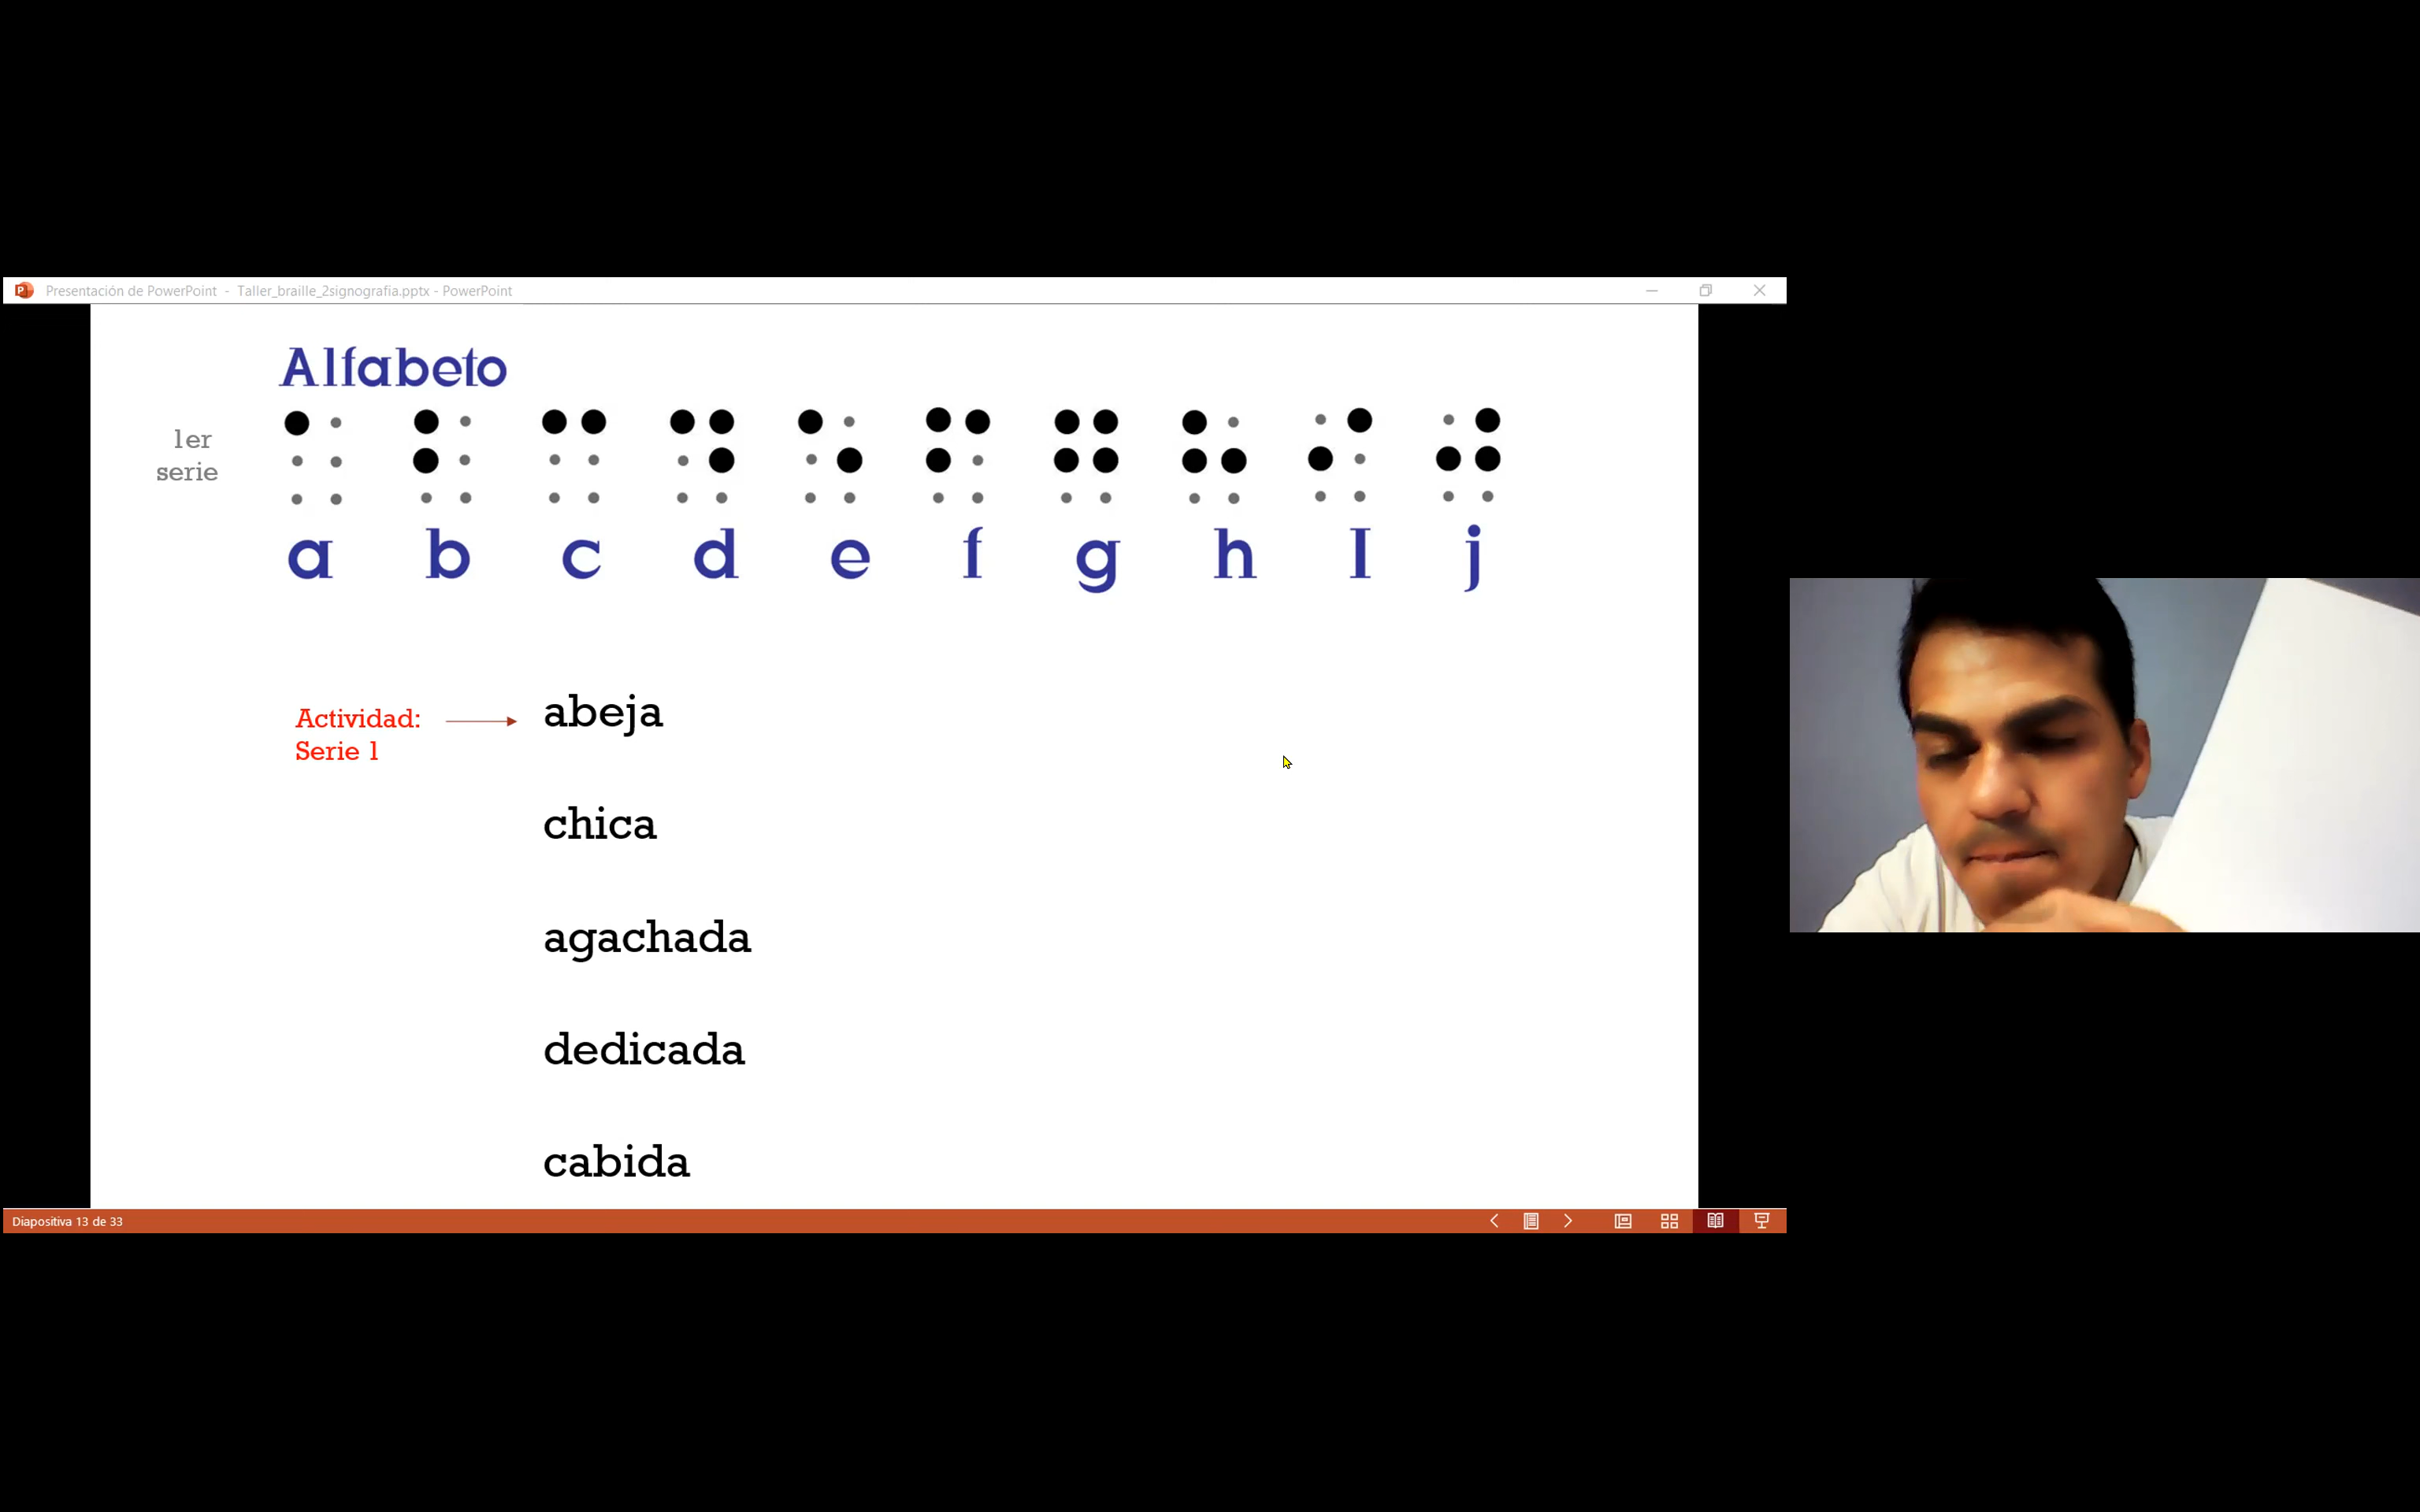 Presentación de PowerPoint - Taller_braille_2signografia.pptx - PowerPoint
Alfabeto
1er
serie
a b c d e f g h I j
Actividad:
Serie 1
abeja
chica
agachada
dedicada
cabida
Diapositiva 13 de 33